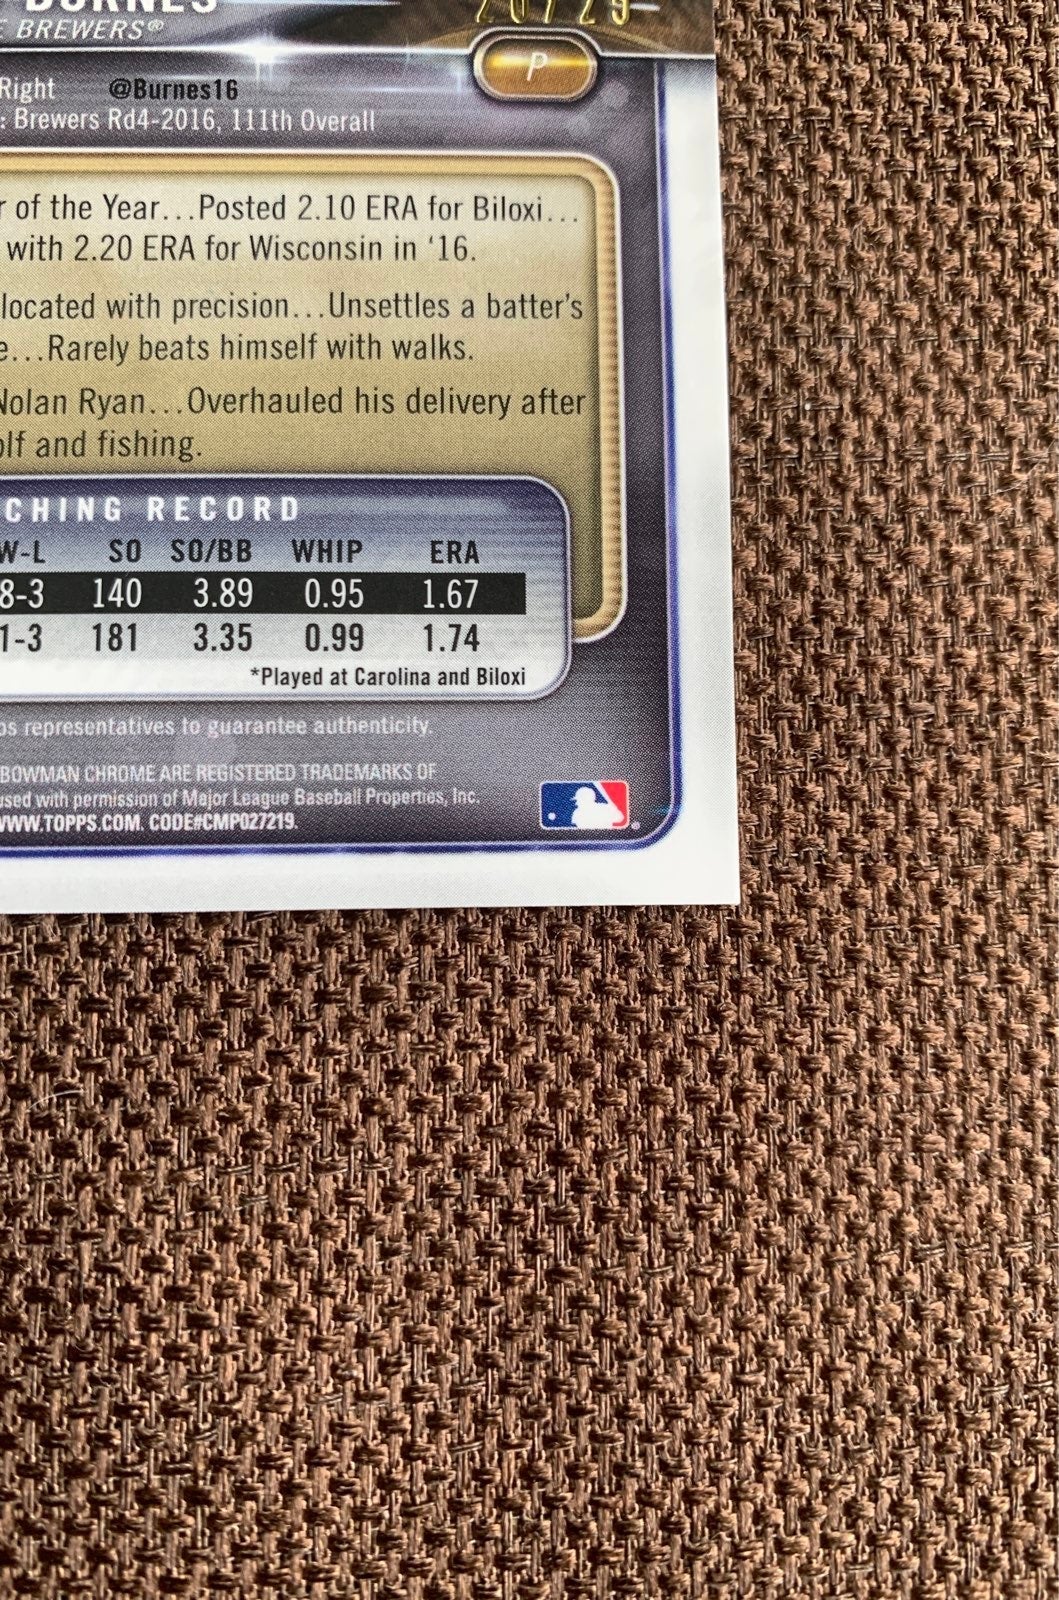 BURNES
BREWERS®
P
Right @Burnes16
: Brewers Rd4-2016, 111th Overall
r of the Year...Posted 2.10 ERA for Biloxi...
with 2.20 ERA for Wisconsin in '16.
located with precision...Unsettles a batter's
e...Rarely beats himself with walks.
Nolan Ryan...Overhauled his delivery after
olf and fishing.
CHING RECORD
W-L SO SO/BB WHIP ERA
8-3 140 3.89 0.95 1.67
1-3 181 3.35 0.99 1.74
*Played at Carolina and Biloxi
ps representatives to guarantee authenticity.
BOWMAN CHROME ARE REGISTERED TRADEMARKS OF
used with permission of Major League Baseball Properties, Inc.
WWW.TOPPS.COM. CODE#CMP027219.